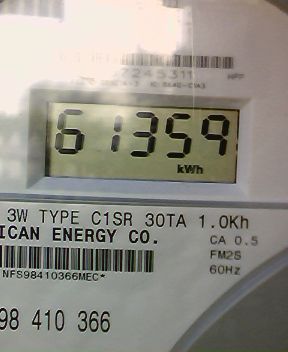 7245311
61359
kWh
3W TYPE C1SR 30TA 1.0Kh
ICAN ENERGY CO.
CA 0.5
FM2S
60Hz
NFS98410366MEC*
98 410 366